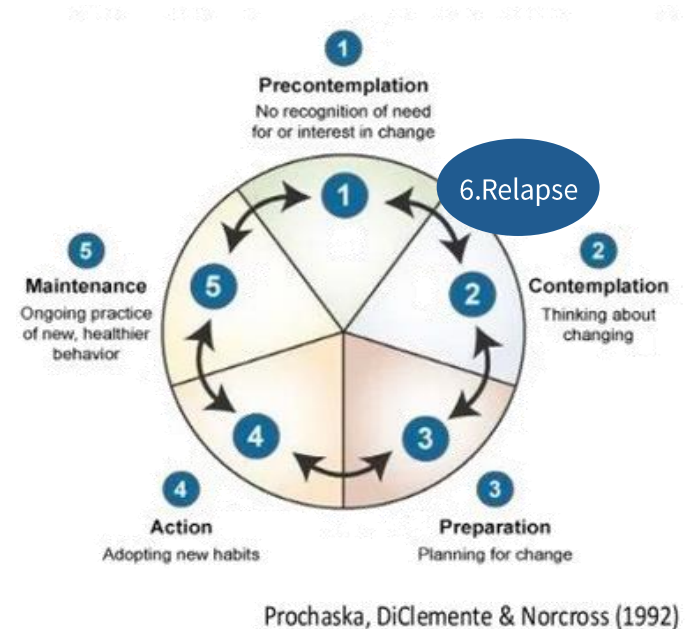 1
Precontemplation
No recognition of need
for or interest in change
6.Relapse
1
2
Contemplation
Thinking about
changing
2
5
Maintenance
Ongoing practice
of new, healthier
behavior
5
4
3
4
Action
Adopting new habits
3
Preparation
Planning for change
Prochaska, DiClemente & Norcross (1992)